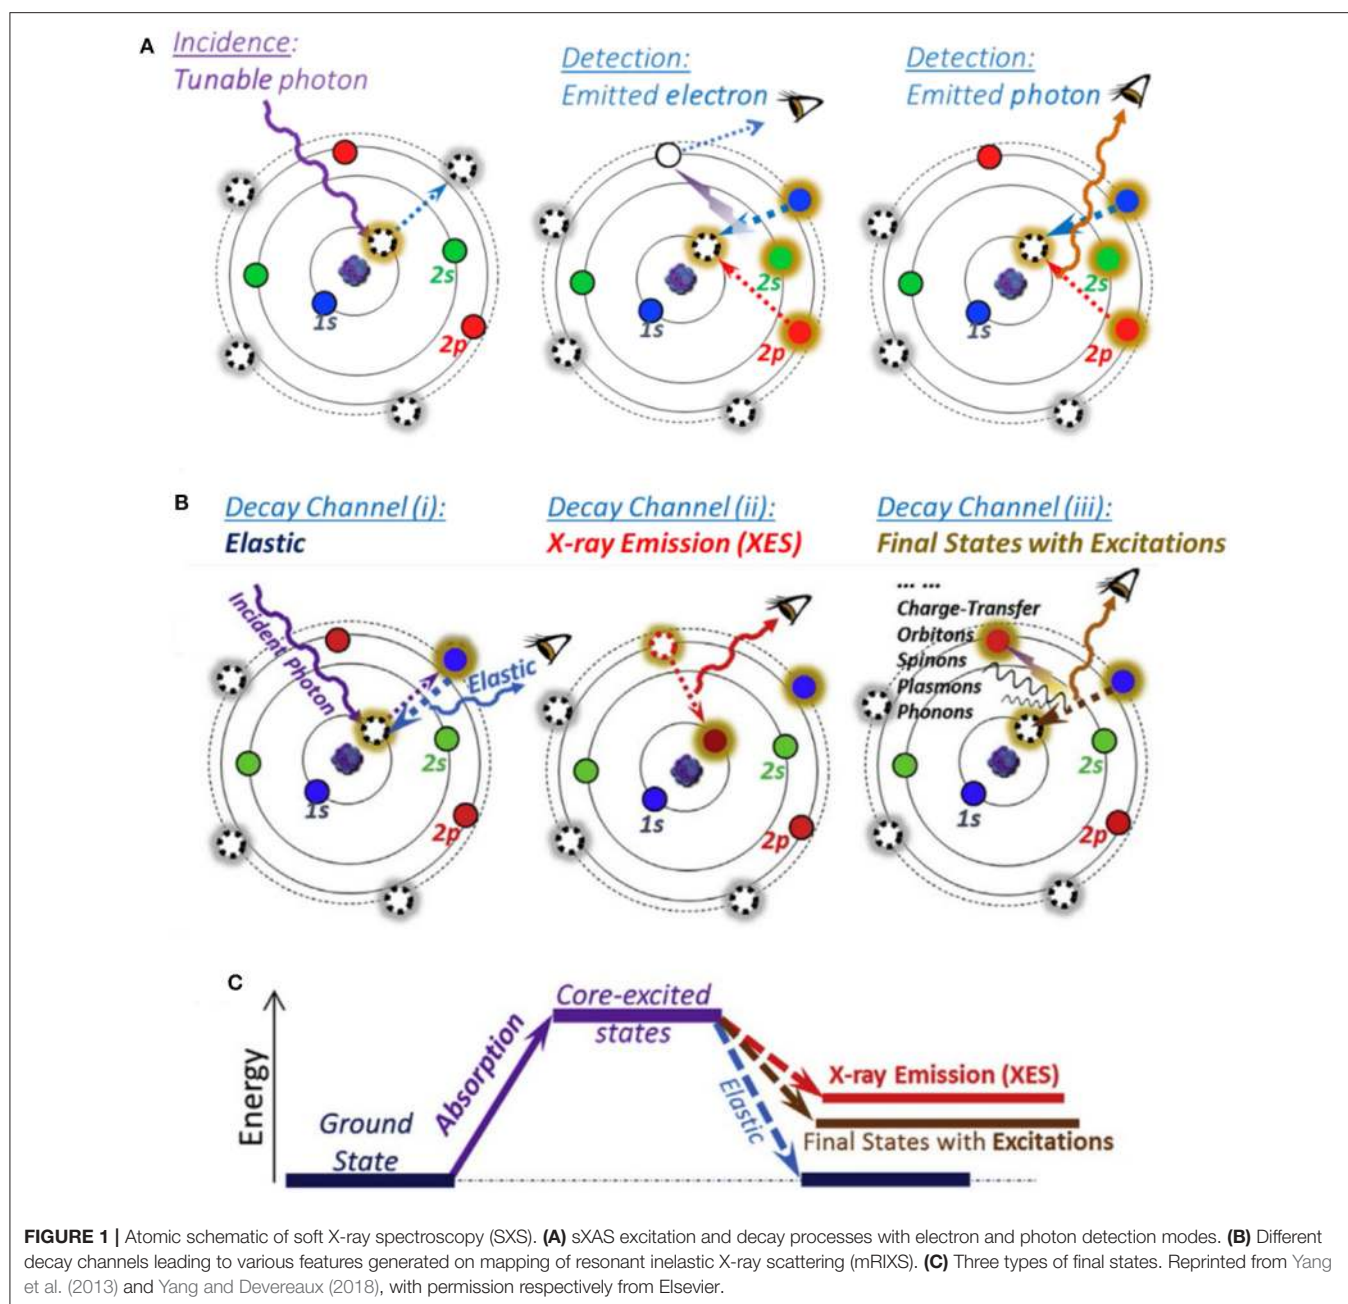 A
Incidence:
Tunable photon
Detection:
Emitted electron
Detection:
Emitted photon
2s
1s
2p
2s
1s
2p
2s
1s
2p
B
Decay Channel (i):
Elastic
Decay Channel (ii):
X-ray Emission (XES)
Decay Channel (iii):
Final States with Excitations
Incident Photon
Elastic
2s
1s
2p
2s
1s
2p
... ...
Charge-Transfer
Orbitons
Spinons
Plasmons
Phonons
2s
1s
2p
C
Energy
Ground
State
Absorption
Core-excited
states
Elastic
X-ray Emission (XES)
Final States with Excitations
FIGURE 1 | Atomic schematic of soft X-ray spectroscopy (SXS). (A) sXAS excitation and decay processes with electron and photon detection modes. (B) Different
decay channels leading to various features generated on mapping of resonant inelastic X-ray scattering (mRIXS). (C) Three types of final states. Reprinted from Yang
et al. (2013) and Yang and Devereaux (2018), with permission respectively from Elsevier.